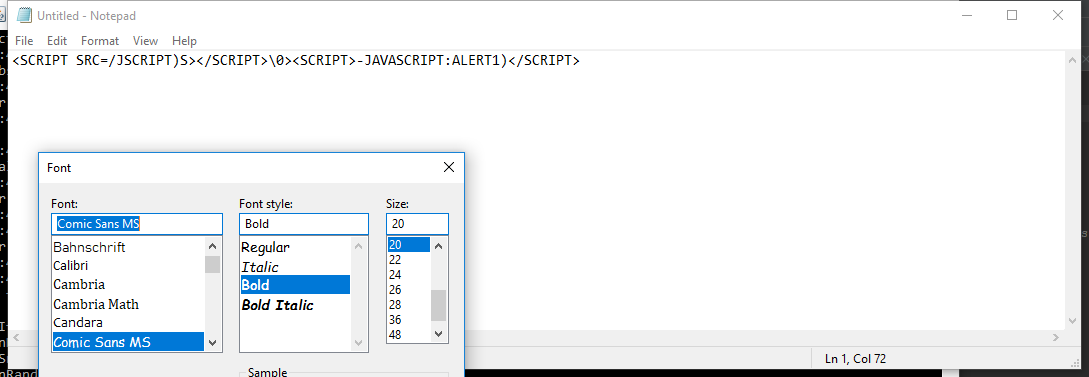 Untitled - Notepad
File Edit Format View Help
<SCRIPT SRC=/JSCRIPT)S></SCRIPT>\0><SCRIPT>-JAVASCRIPT:ALERT1)</SCRIPT>
Font
Font: Font style: Size:
Comic Sans MS Bold 20
Bahnschrift Regular 20
Calibri Italic 22
Cambria Bold 24
Cambria Math Bold Italic 26
Candara 28
Comic Sans MS 36
48
Ln 1, Col 72
Sample